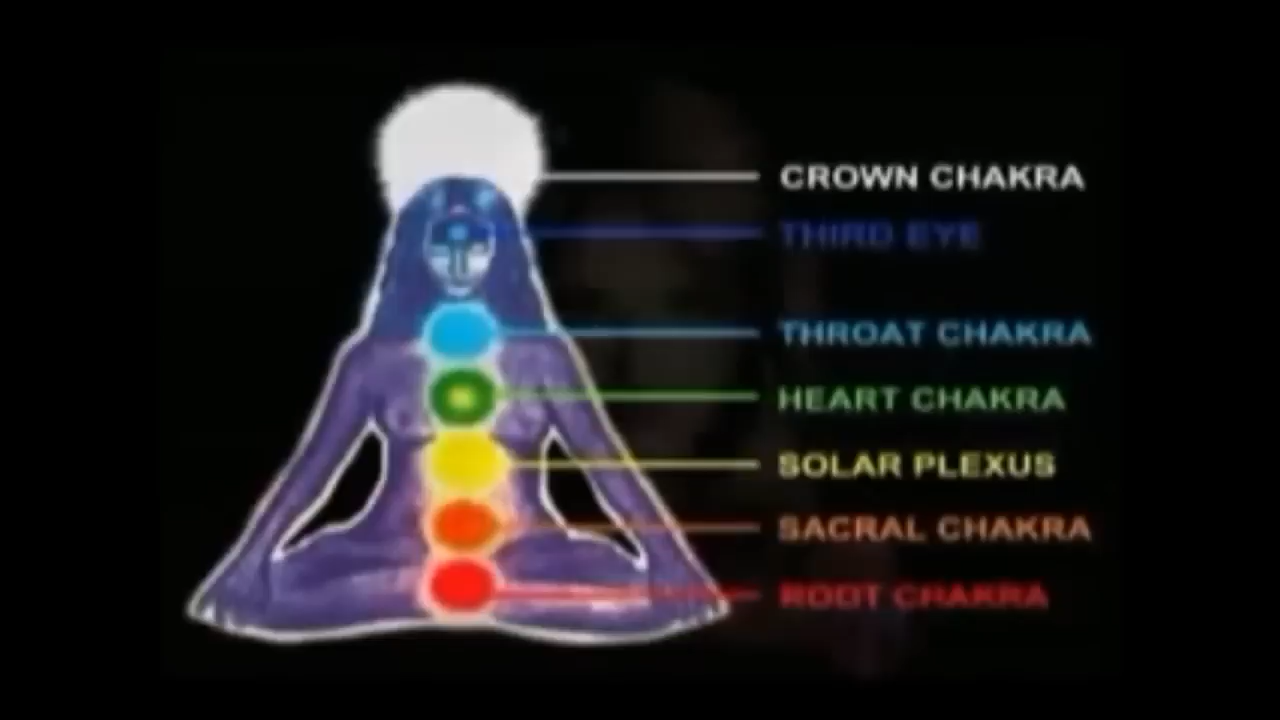 CROWN CHAKRA
THIRD EYE
THROAT CHAKRA
HEART CHAKRA
SOLAR PLEXUS
SACRAL CHAKRA
ROOT CHAKRA